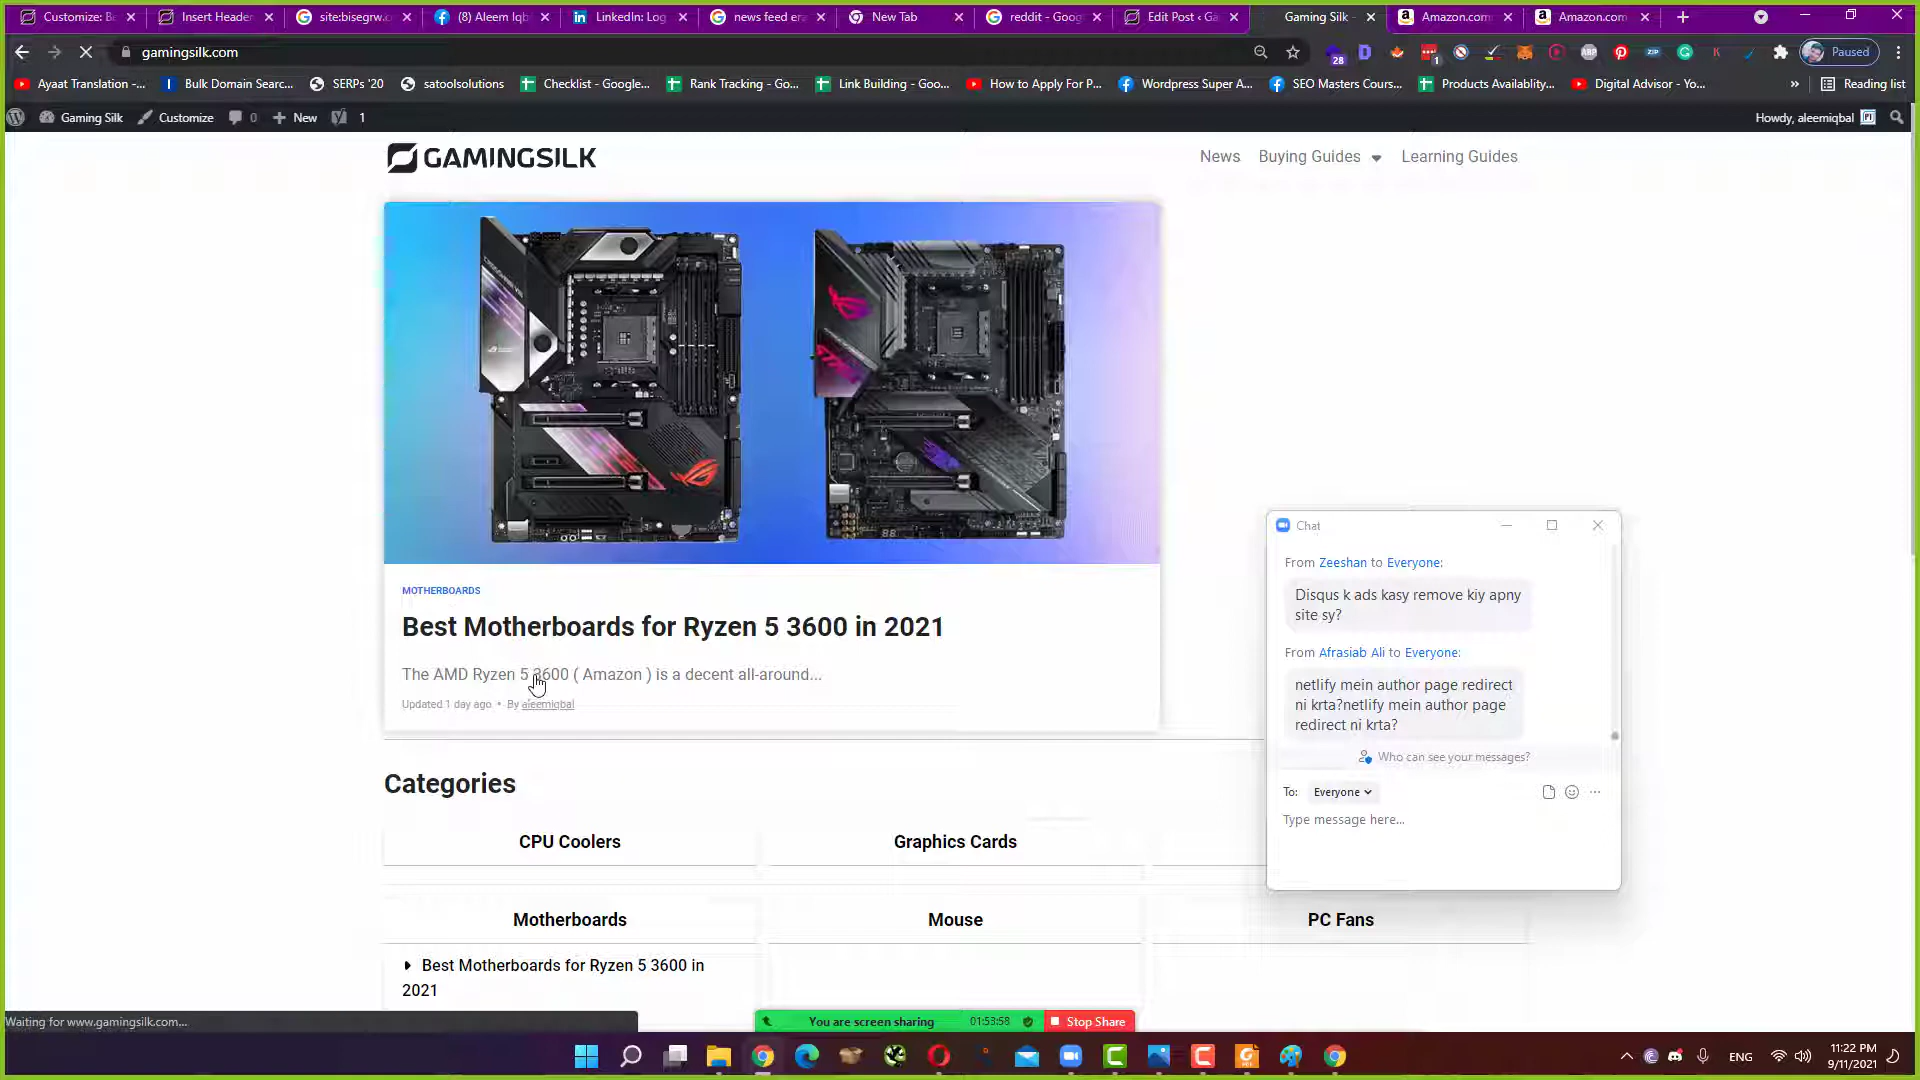 Customize: Be
Insert Header
site:bisegrw.c
(8) Aleem Iqb
LinkedIn: Log
news feed era
New Tab
reddit - Goog
Edit Post ‹ Ga
Gaming Silk -
Amazon.com
Amazon.com
gamingsilk.com
28
1
ABP
ZIP
K
Paused
Ayaat Translation -...
Bulk Domain Searc...
SERPs '20
satoolsolutions
Checklist - Google...
Rank Tracking - Go...
Link Building - Goo...
How to Apply For P...
Wordpress Super A...
SEO Masters Cours...
Products Availablity...
Digital Advisor - Yo...
»
Reading list
Gaming Silk
Customize
0
New
1
Howdy, aleemiqbal
GAMINGSILK
News
Buying Guides
Learning Guides
MOTHERBOARDS
Best Motherboards for Ryzen 5 3600 in 2021
The AMD Ryzen 5 3600 ( Amazon ) is a decent all-around...
Updated 1 day ago • By aleemiqbal
Categories
CPU Coolers
Graphics Cards
Motherboards
Mouse
PC Fans
Best Motherboards for Ryzen 5 3600 in
2021
Chat
From Zeeshan to Everyone:
Disqus k ads kasy remove kiy apny
site sy?
From Afrasiab Ali to Everyone:
netlify mein author page redirect
ni krta?netlify mein author page
redirect ni krta?
Who can see your messages?
To: Everyone
Type message here...
Waiting for www.gamingsilk.com...
You are screen sharing
01:53:58
Stop Share
ENG
11:22 PM
9/11/2021